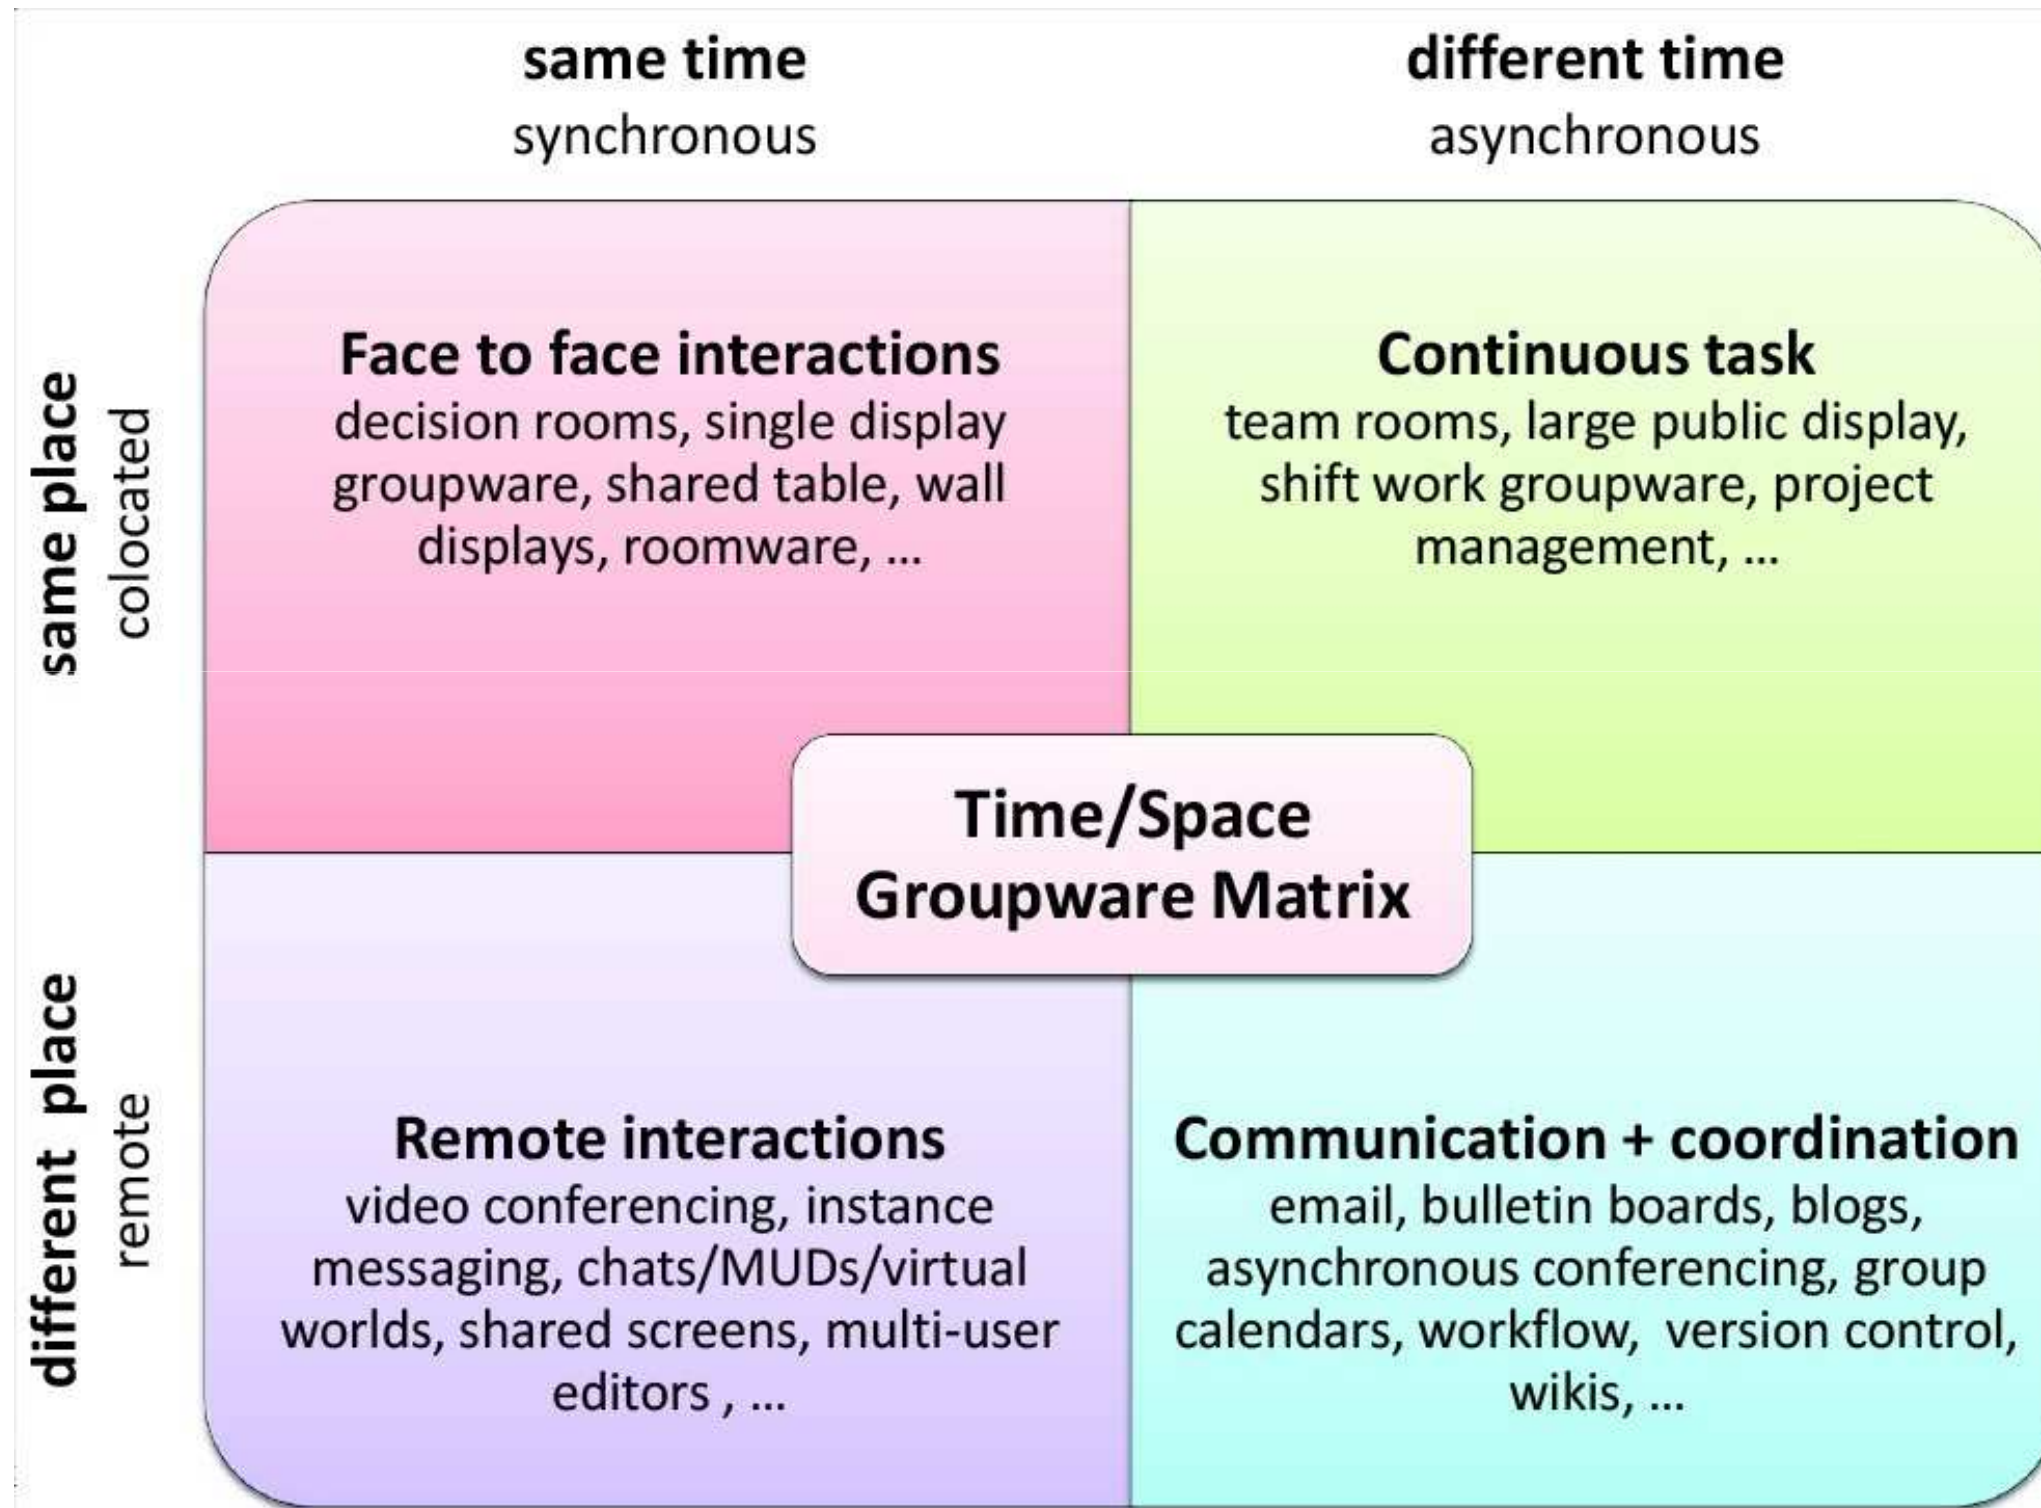 same time
synchronous
different time
asynchronous
same place
colocated
Face to face interactions
decision rooms, single display
groupware, shared table, wall
displays, roomware, ...
Continuous task
team rooms, large public display,
shift work groupware, project
management, ...
Time/Space
Groupware Matrix
different place
remote
Remote interactions
video conferencing, instance
messaging, chats/MUDs/virtual
worlds, shared screens, multi-user
editors , ...
Communication + coordination
email, bulletin boards, blogs,
asynchronous conferencing, group
calendars, workflow,  version control,
wikis, ...